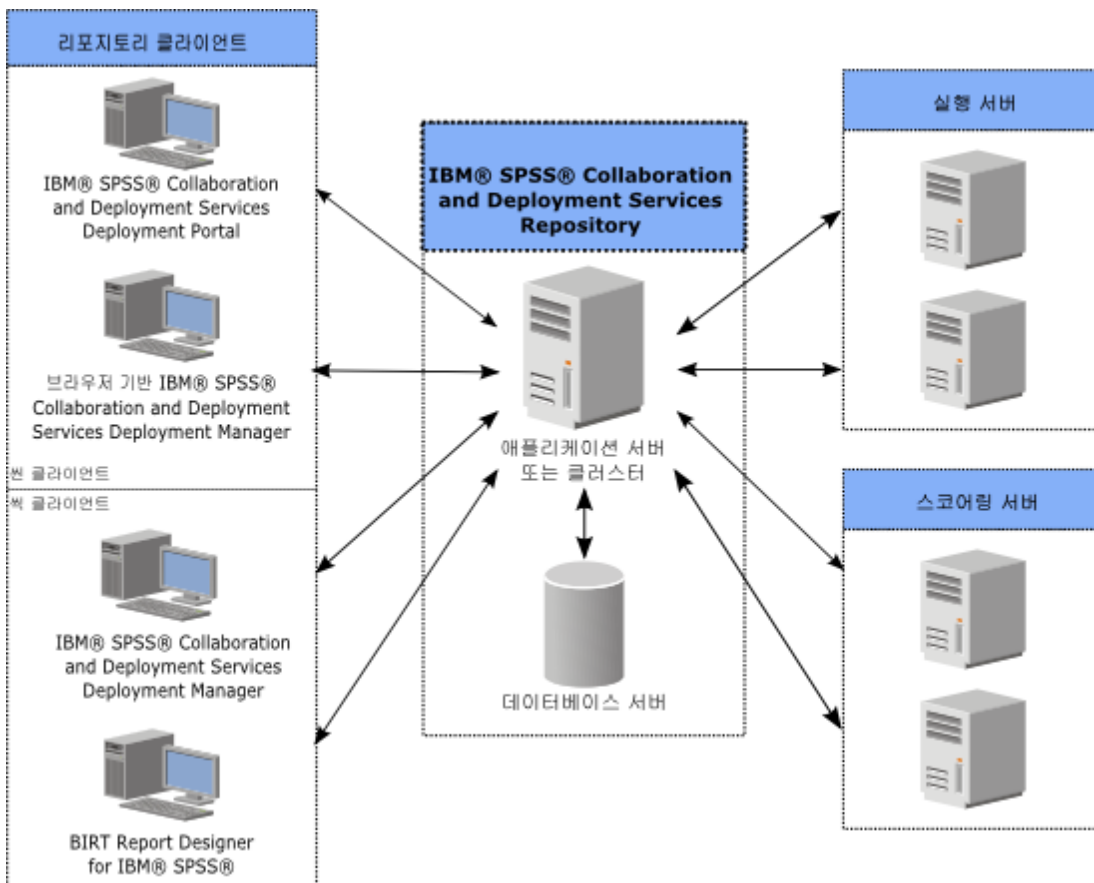 리포지토리 클라이언트
IBM® SPSS® Collaboration
and Deployment Services
Deployment Portal
브라우저 기반 IBM® SPSS®
Collaboration and Deployment
Services Deployment Manager
씬 클라이언트
씩 클라이언트
IBM® SPSS® Collaboration
and Deployment Services
Deployment Manager
BIRT Report Designer
for IBM® SPSS®
IBM® SPSS® Collaboration
and Deployment Services
Repository
애플리케이션 서버
또는 클러스터
데이터베이스 서버
실행 서버
스코어링 서버